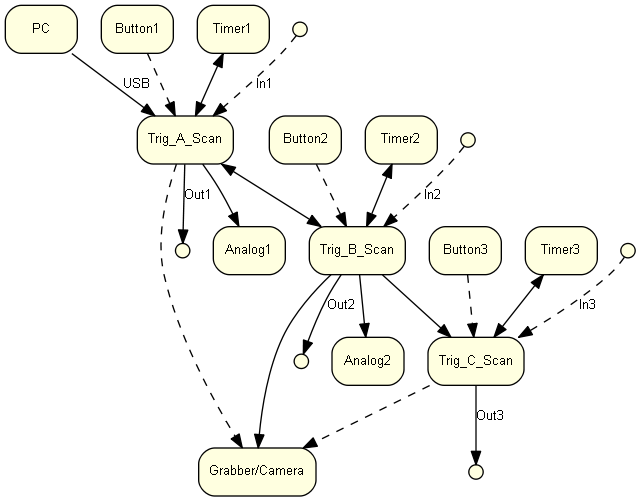 PC
Button1
Timer1
USB
In1
Trig_A_Scan
Button2
Timer2
Out1
In2
Analog1
Trig_B_Scan
Button3
Timer3
Out2
In3
Analog2
Trig_C_Scan
Out3
Grabber/Camera